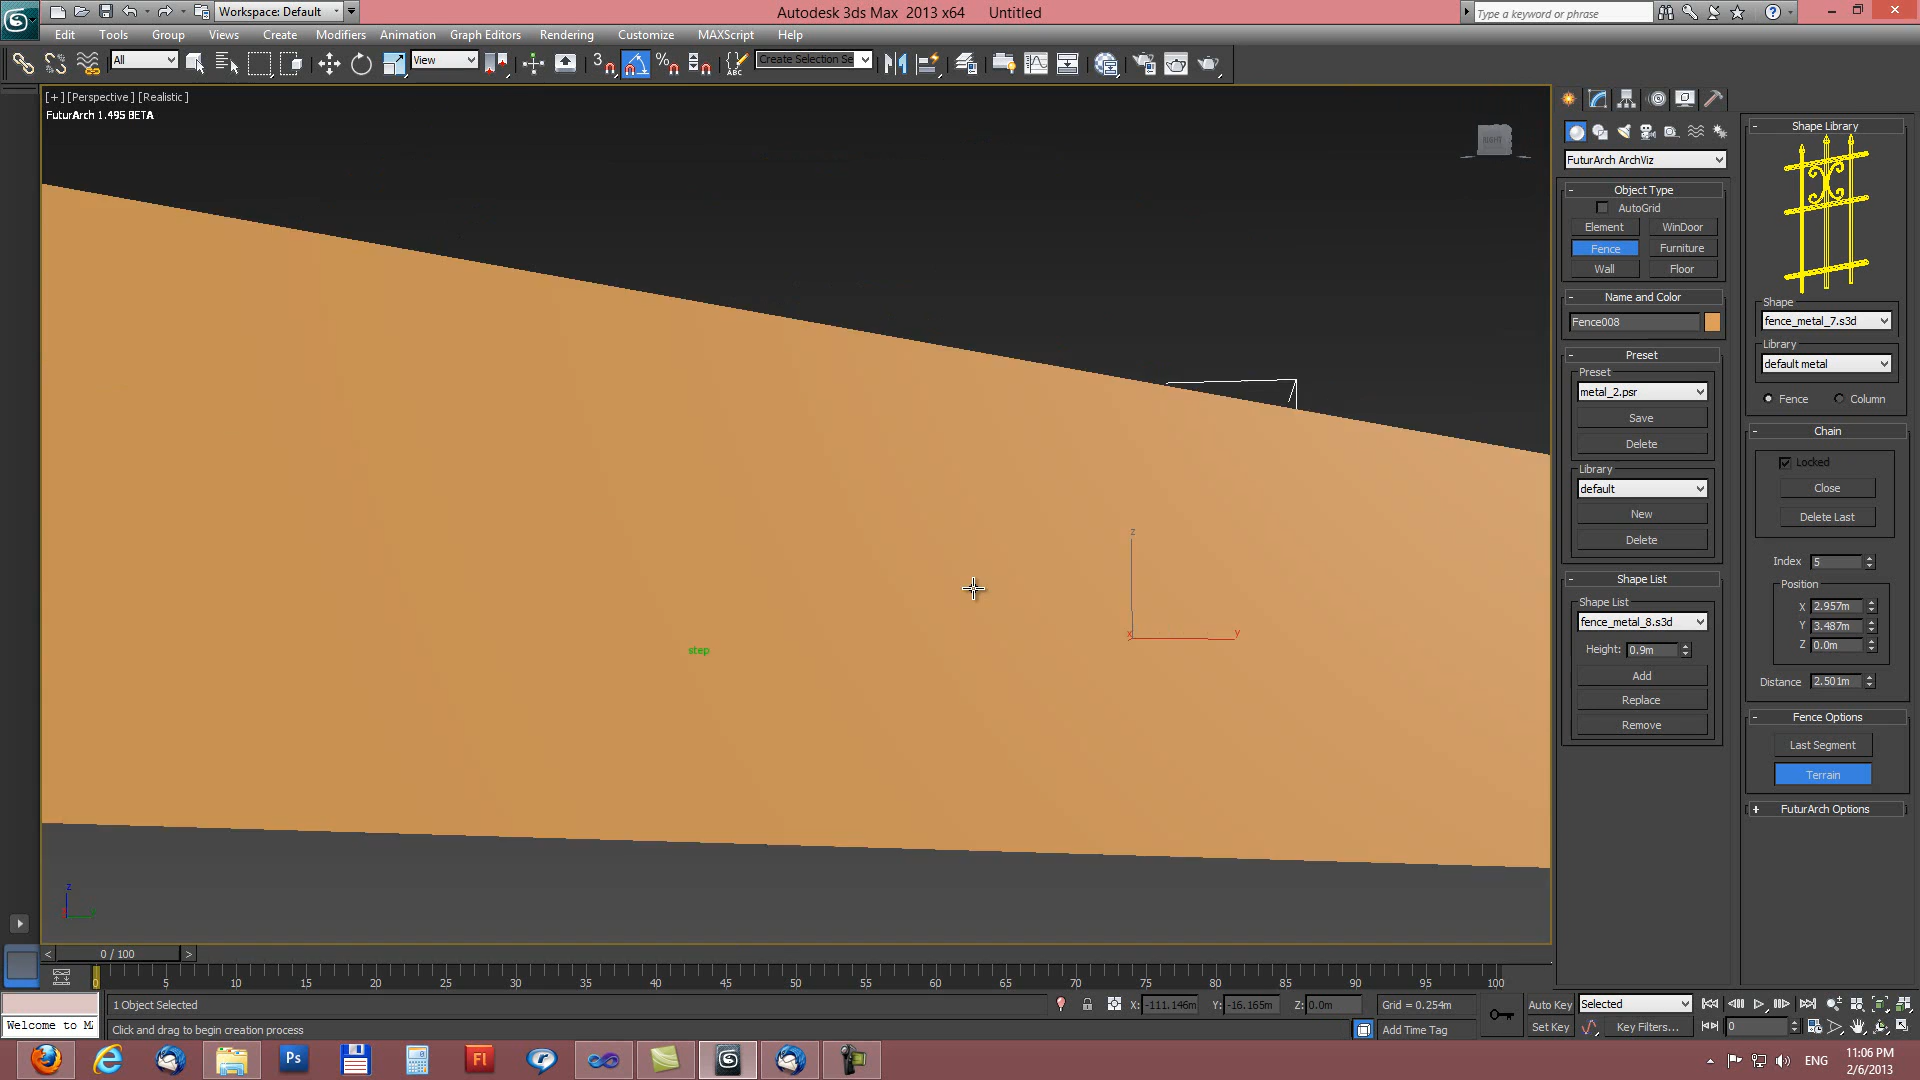 Workspace: Default
Autodesk 3ds Max 2013 x64 Untitled
Type a keyword or phrase
Edit Tools Group Views Create Modifiers Animation Graph Editors Rendering Customize MAXScript Help
All
View
3
Create Selection Se
[+] [Perspective ] [Realistic ]
FuturArch 1.495 BETA
step
z
x
y
z
FuturArch ArchViz
Object Type
AutoGrid
Element WinDoor
Fence Furniture
Wall Floor
Name and Color
Fence008
Preset
Preset
metal_2.psr
Save
Delete
Library
default
New
Delete
Shape List
Shape List
fence_metal_8.s3d
Height: 0.9m
Add
Replace
Remove
Shape Library
Shape
fence_metal_7.s3d
Library
default metal
Fence Column
Chain
Locked
Close
Delete Last
Index 5
Position
X 2.957m
Y 3.487m
Z 0.0m
Distance 2.501m
Fence Options
Last Segment
Terrain
FuturArch Options
0 / 100
0 5 10 15 20 25 30 35 40 45 50 55 60 65 70 75 80 85 90 95 100
1 Object Selected
X: -111.146m Y: -16.165m Z: 0.0m
Grid = 0.254m
Auto Key
Selected
Welcome to M
Click and drag to begin creation process
Add Time Tag
Set Key
Key Filters...
0
Ps
Fl
ENG
11:06 PM
2/6/2013